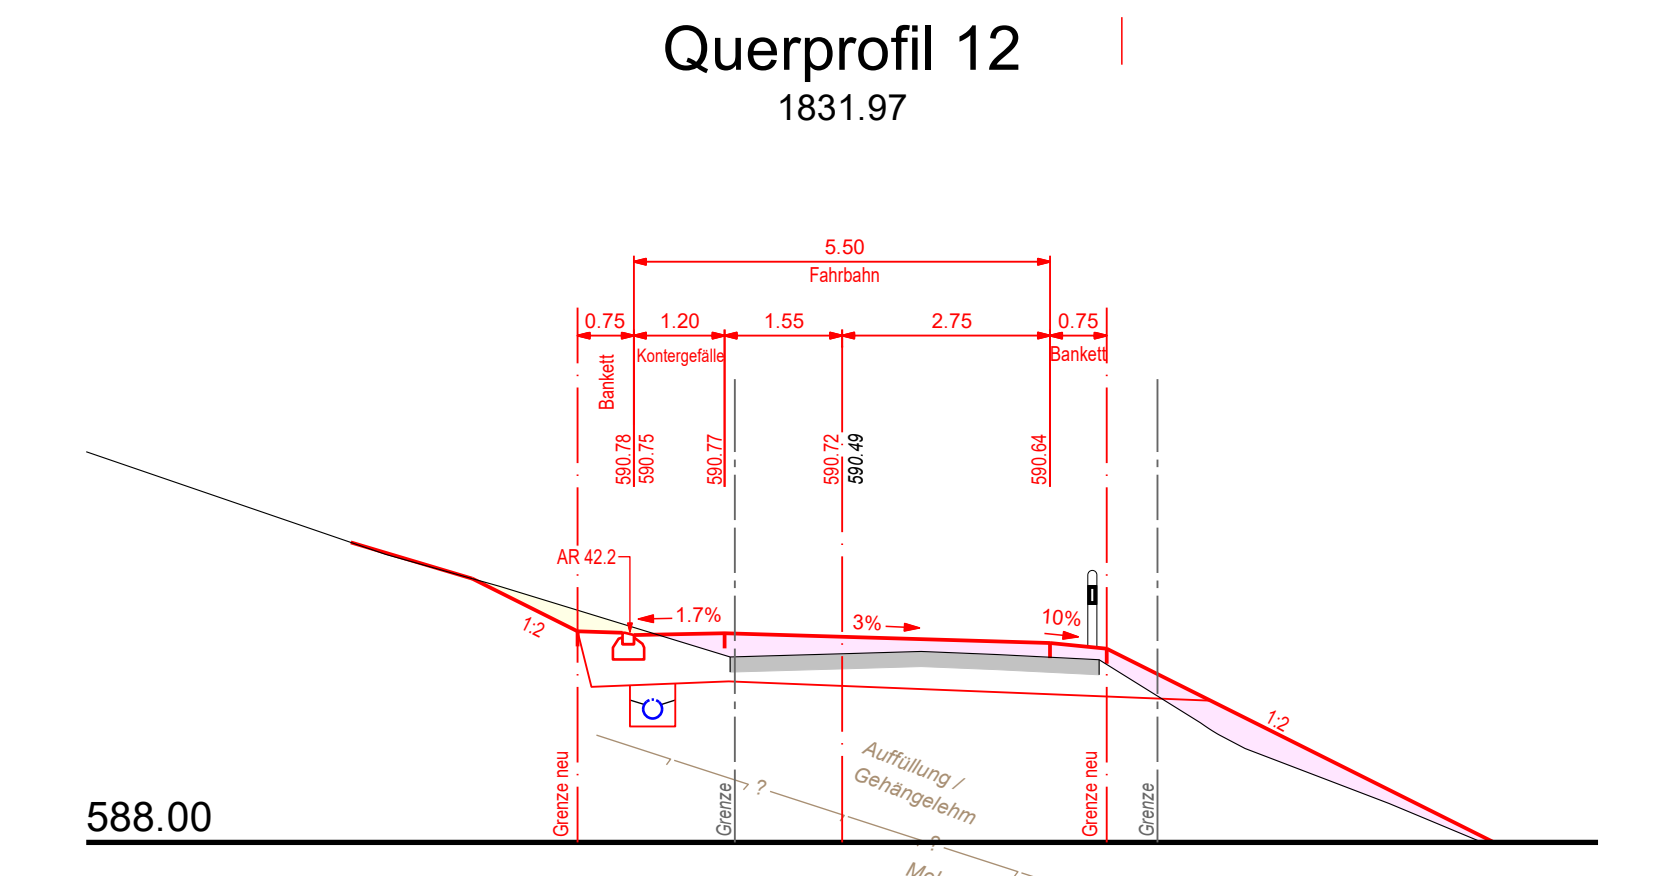 Querprofil 12
1831.97
5.50
Fahrbahn
0.75
1.20
1.55
2.75
0.75
Bankett
Kontergefälle
Bankett
590.78
590.75
590.77
590.72
590.49
590.64
AR 42.2
1.7%
3%
10%
1:2
1:2
Auffüllung /
Gehängelehm
?
?
Grenze neu
Grenze
Grenze neu
Grenze
588.00